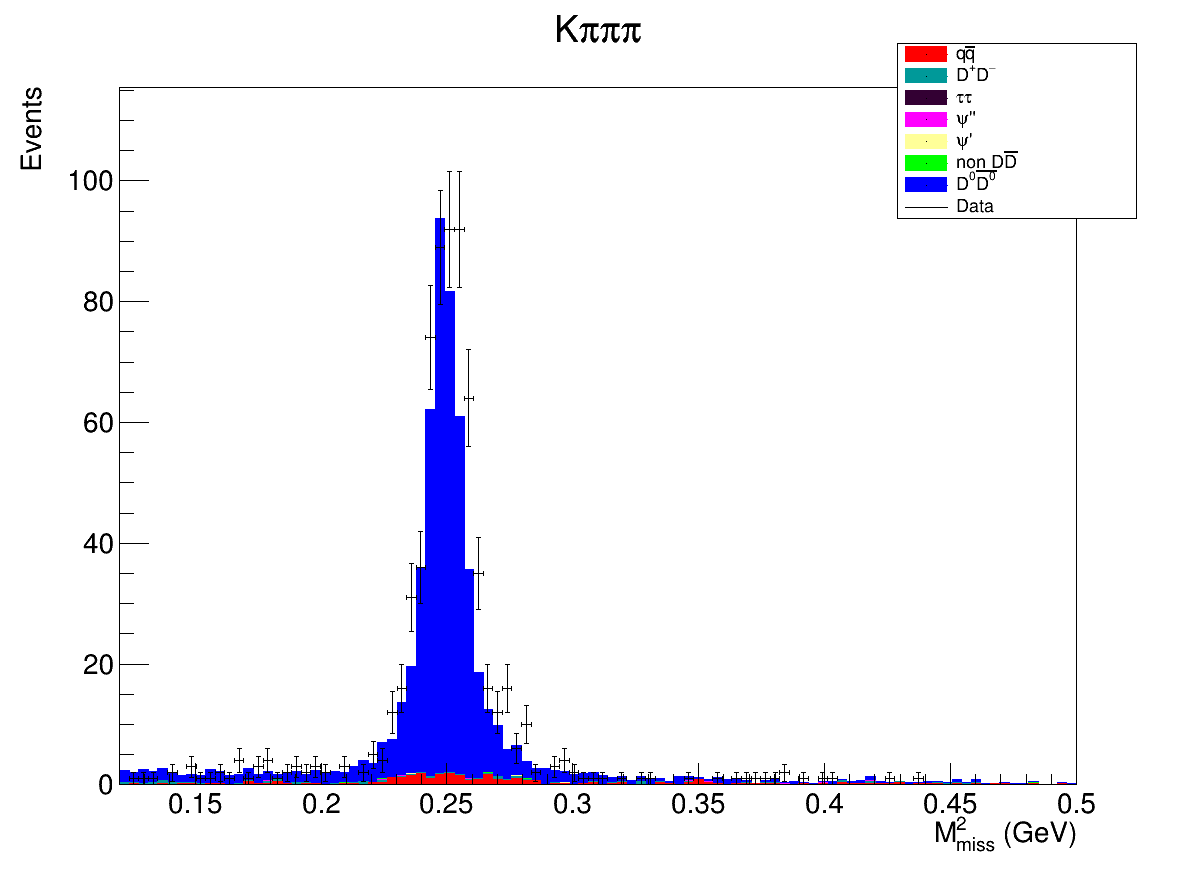 Kπππ
qq̅
D⁺D⁻
ττ
ψ''
ψ'
non DD̅
D⁰D̅⁰
Data
Events
100
80
60
40
20
0
0.15 0.2 0.25 0.3 0.35 0.4 0.45 0.5
M²miss (GeV)